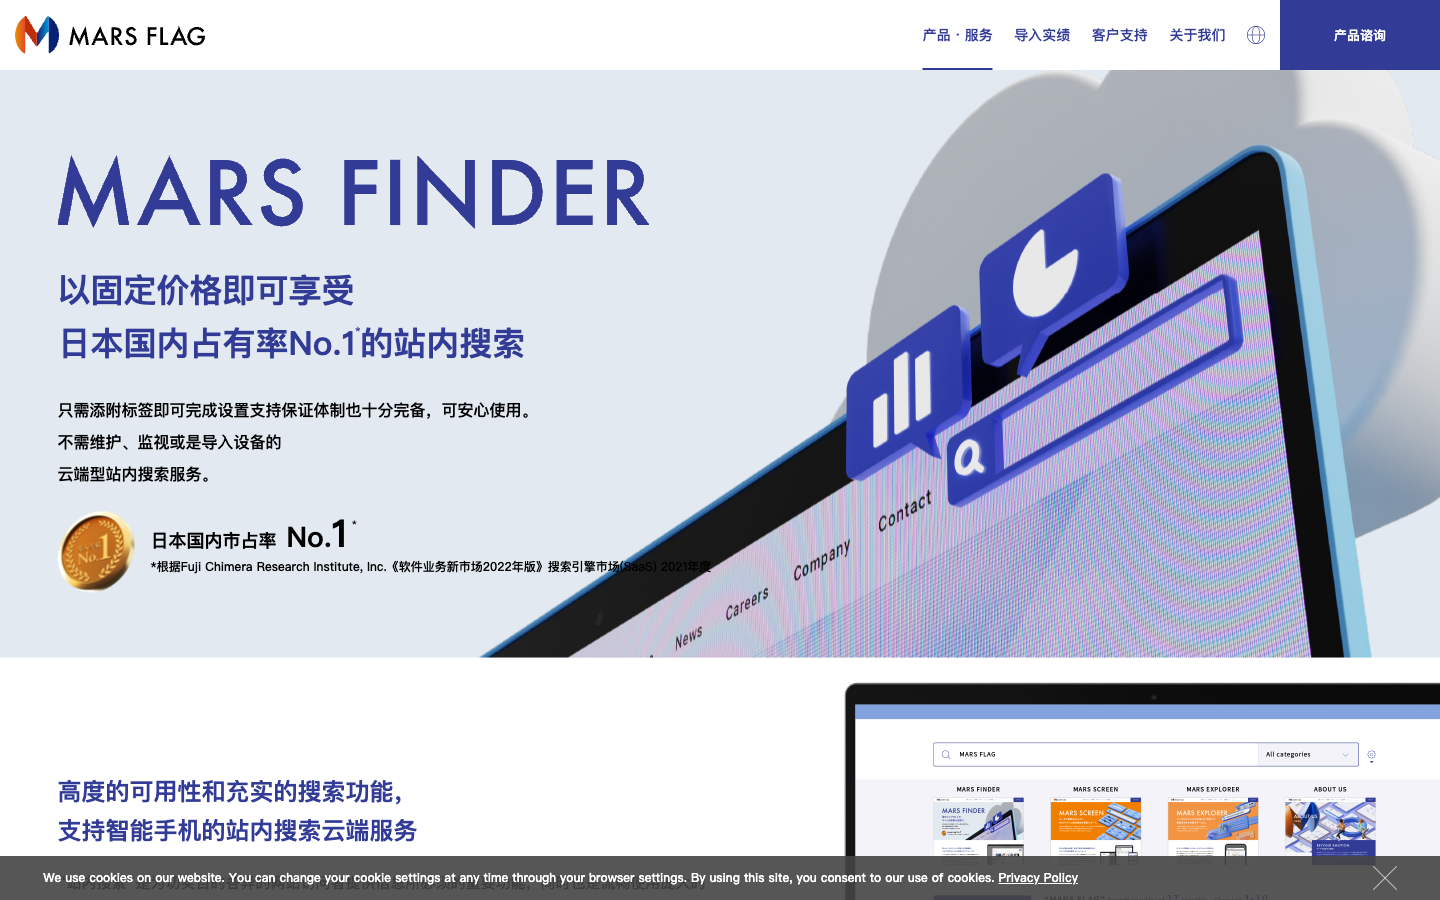 MARS FLAG
产品・服务
导入实绩
客户支持
关于我们
产品谘询
MARS FINDER
以固定价格即可享受
日本国内占有率No.1*的站内搜索
只需添附标签即可完成设置支持保证体制也十分完备，可安心使用。
不需维护、监视或是导入设备的
云端型站内搜索服务。
No.1
日本国内市占率 No.1*
*根据Fuji Chimera Research Institute, Inc.《软件业务新市场2022年版》搜索引擎市场(SaaS) 2021年度
Contact
Company
Careers
News
高度的可用性和充实的搜索功能，
支持智能手机的站内搜索云端服务
MARS FLAG
All categories
MARS FINDER
MARS SCREEN
MARS EXPLORER
ABOUT US
MARS FINDER
MARS SCREEN
MARS EXPLORER
We use cookies on our website. You can change your cookie settings at any time through your browser settings. By using this site, you consent to our use of cookies. Privacy Policy